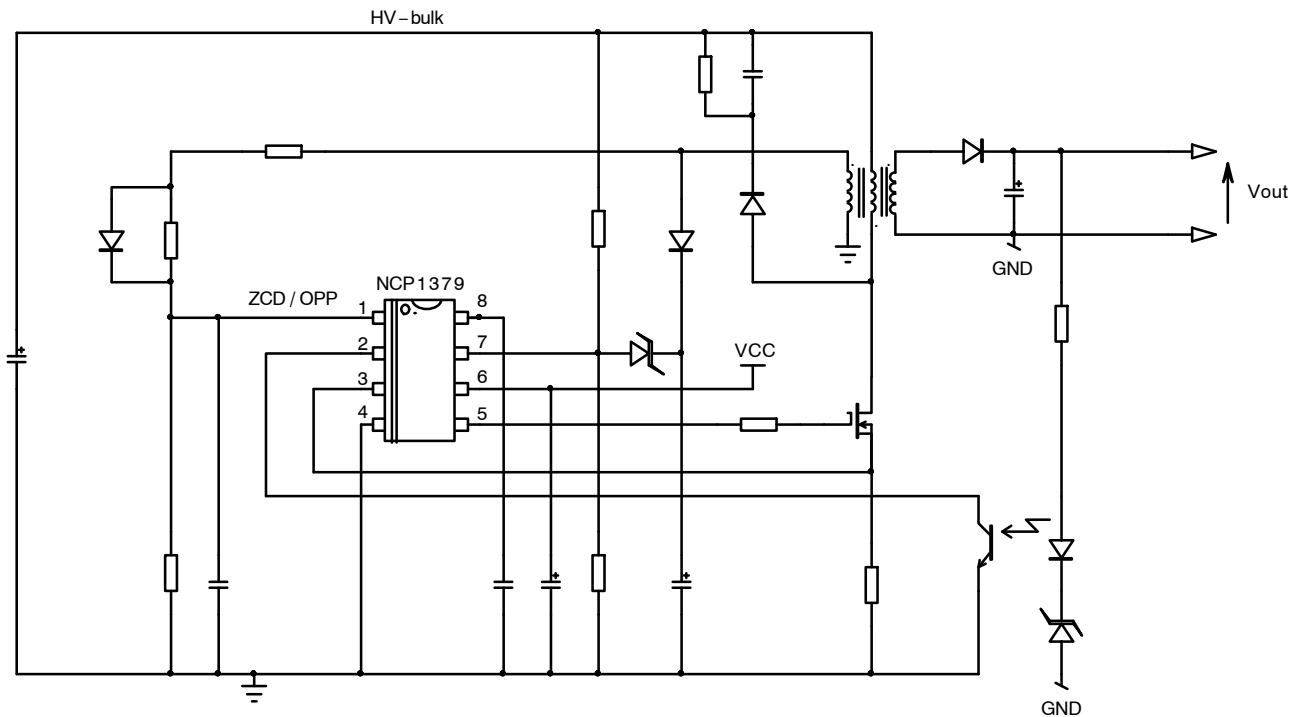 HV–bulk
Vout
GND
NCP1379
ZCD / OPP
1
8
2
7
VCC
3
6
4
5
GND